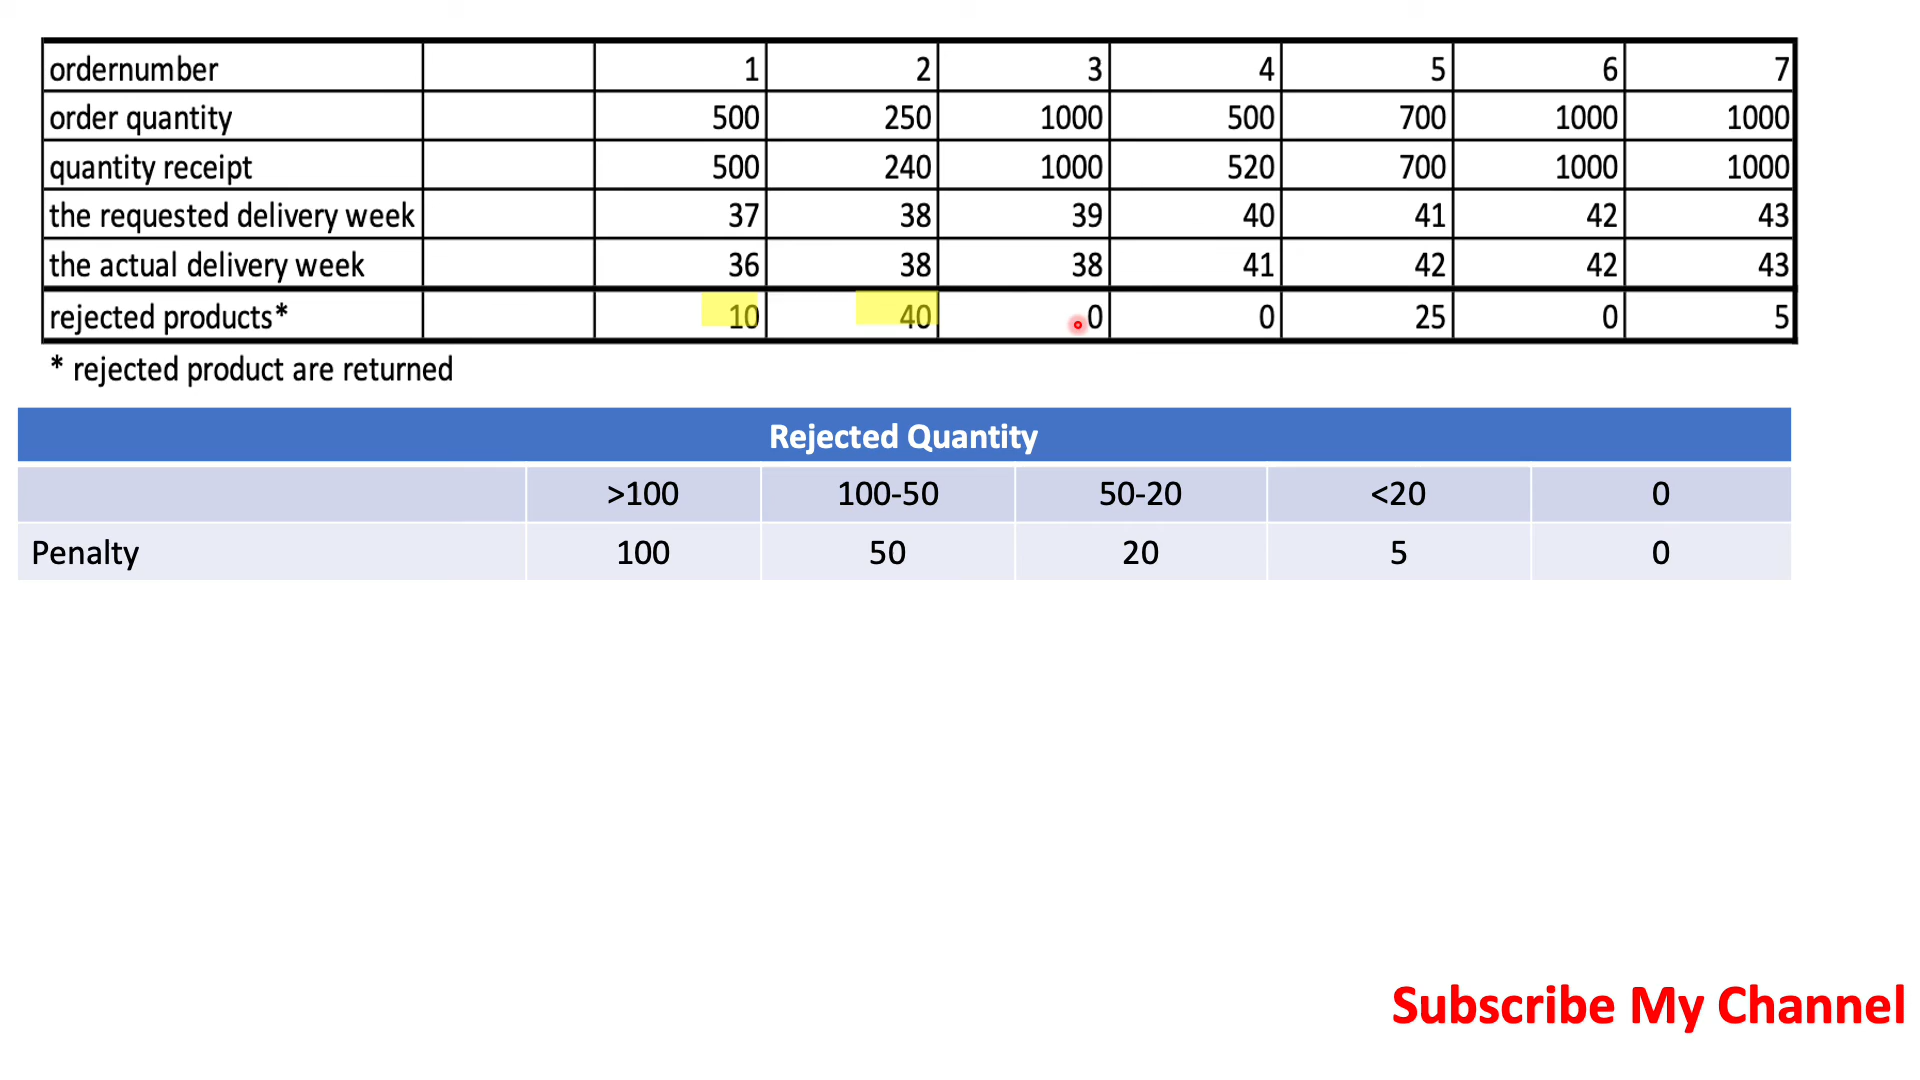 ordernumber 1 2 3 4 5 6 7
order quantity 500 250 1000 500 700 1000 1000
quantity receipt 500 240 1000 520 700 1000 1000
the requested delivery week 37 38 39 40 41 42 43
the actual delivery week 36 38 38 41 42 42 43
rejected products* 10 40 0 0 25 0 5
* rejected product are returned
Rejected Quantity
>100 100-50 50-20 <20 0
Penalty 100 50 20 5 0
Subscribe My Channel